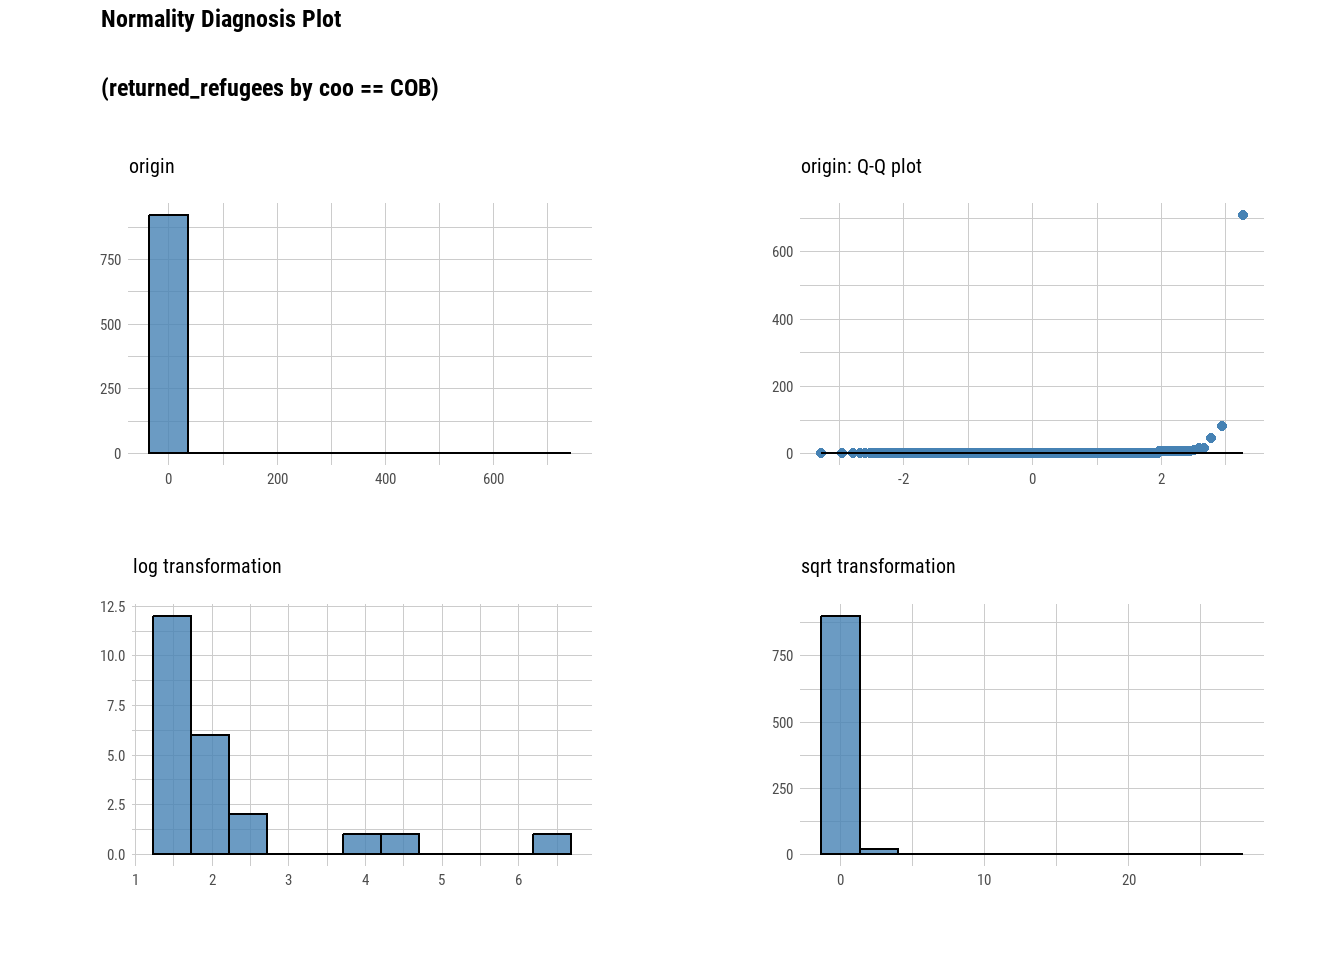 Normality Diagnosis Plot
(returned_refugees by coo == COB)
origin
750
500
250
0
0 200 400 600
origin: Q-Q plot
600
400
200
0
-2 0 2
log transformation
12.5
10.0
7.5
5.0
2.5
0.0
1 2 3 4 5 6
sqrt transformation
750
500
250
0
0 10 20